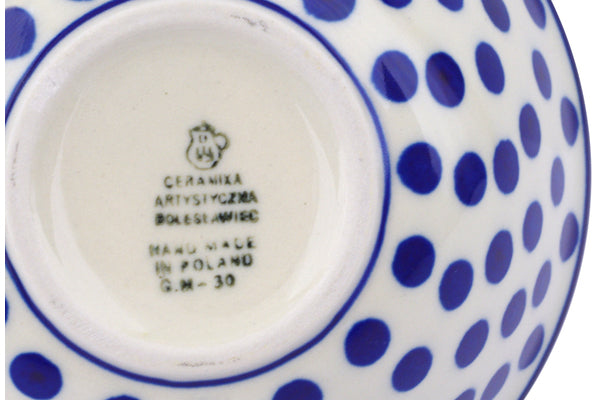 CERAMIKA
ARTYSTYCZNA
BOLESŁAWIEC
HAND MADE
IN POLAND
G.M-30